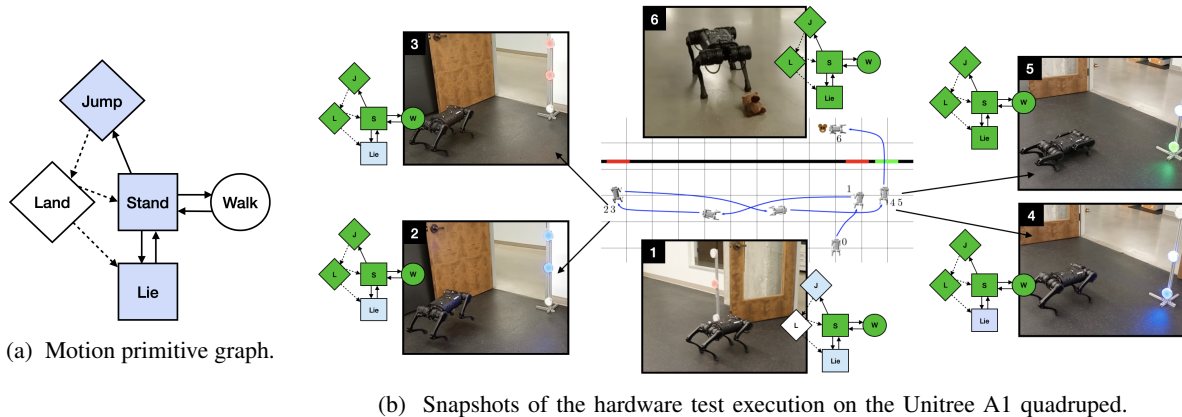 Jump
Land
Stand
Walk
Lie
(a) Motion primitive graph.
3
J
L
S
W
Lie
2
J
L
S
W
Lie
6
J
L
S
W
Lie
6
1
2 3
4 5
0
1
J
L
S
W
Lie
5
J
L
S
W
Lie
4
J
L
S
W
Lie
(b) Snapshots of the hardware test execution on the Unitree A1 quadruped.